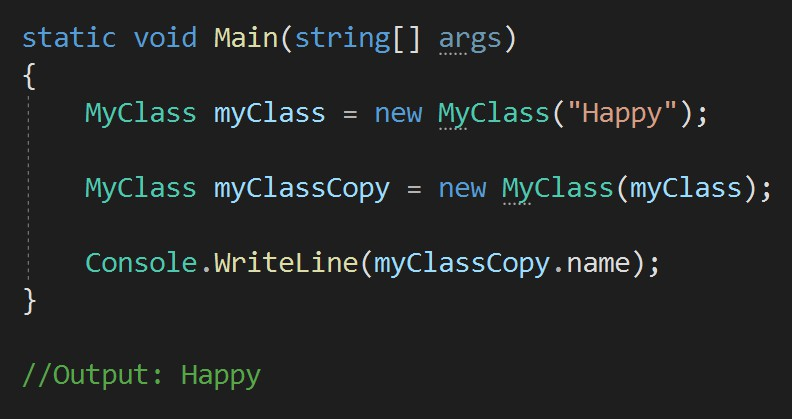 static void Main(string[] args)
{
MyClass myClass = new MyClass("Happy");
MyClass myClassCopy = new MyClass(myClass);
Console.WriteLine(myClassCopy.name);
}
//Output: Happy